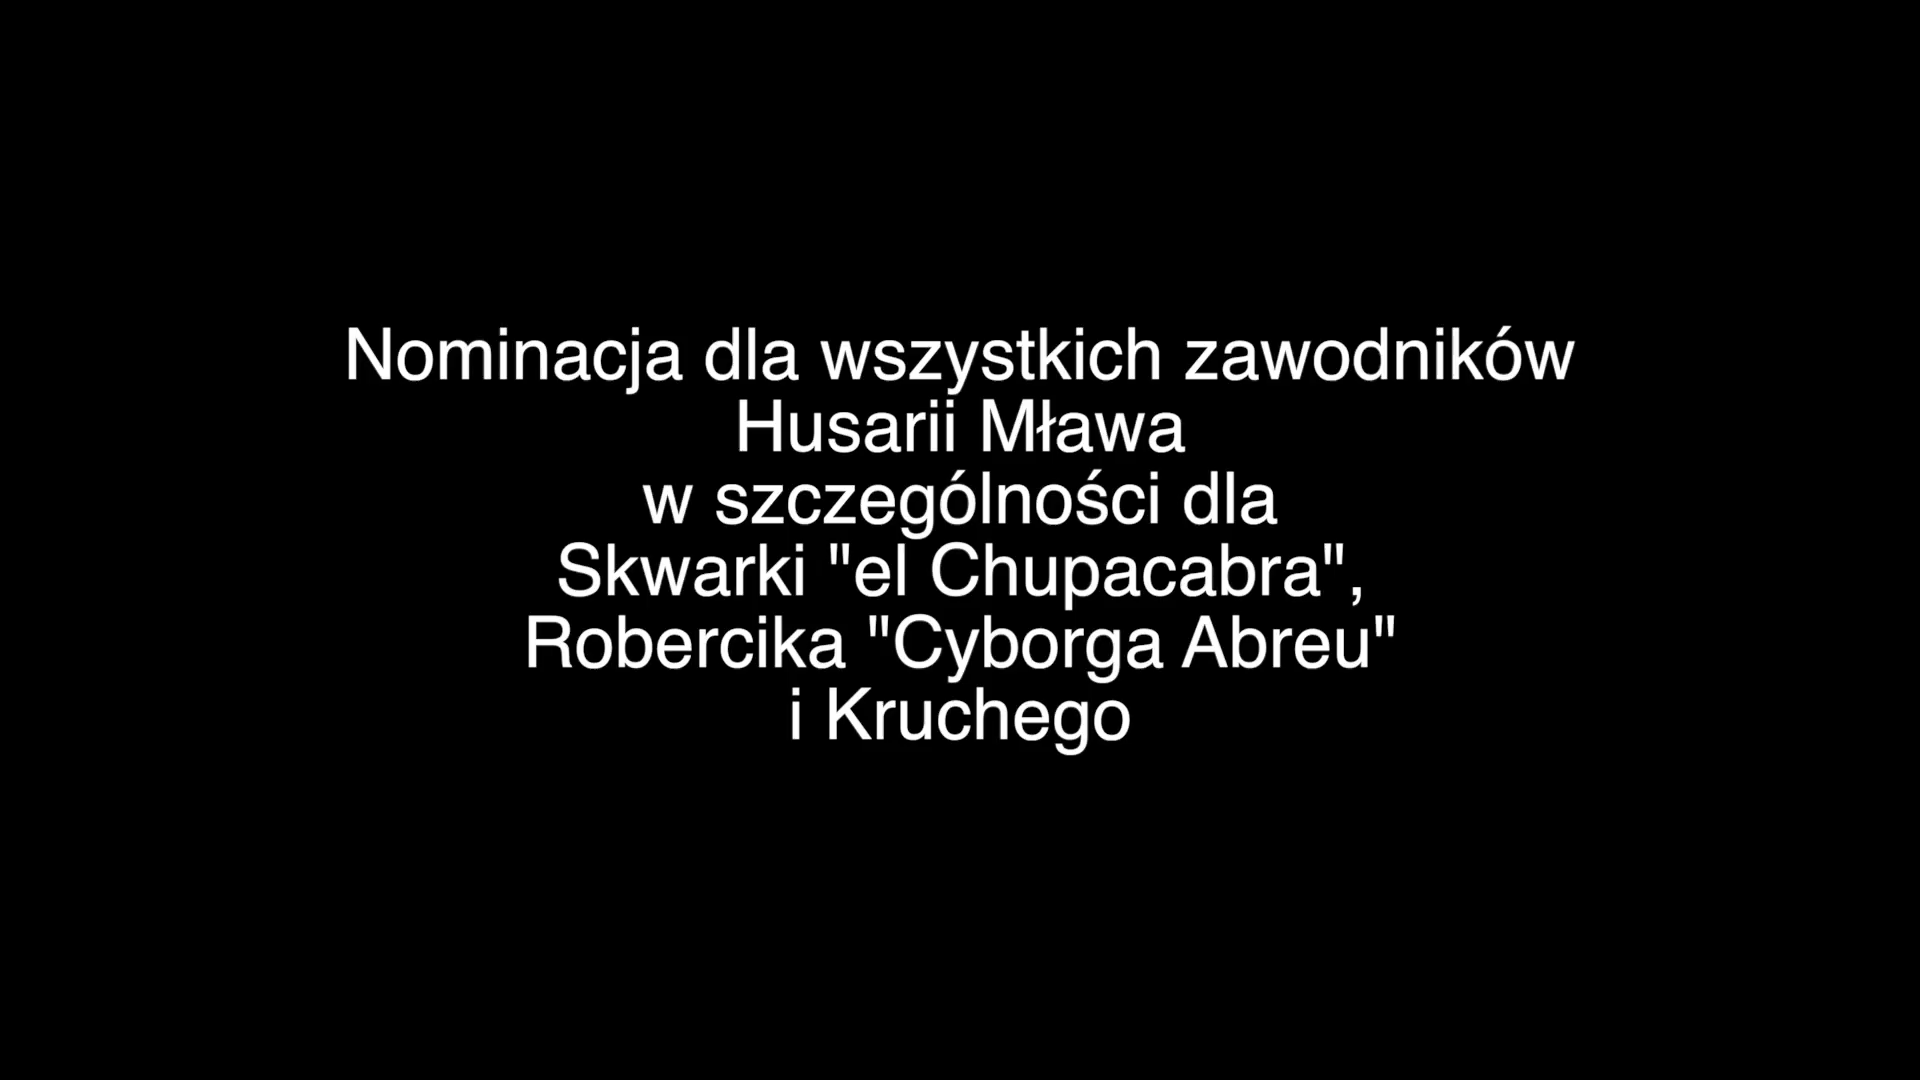 Nominacja dla wszystkich zawodników
Husarii Mława
w szczególności dla
Skwarki "el Chupacabra",
Robercika "Cyborga Abreu"
i Kruchego